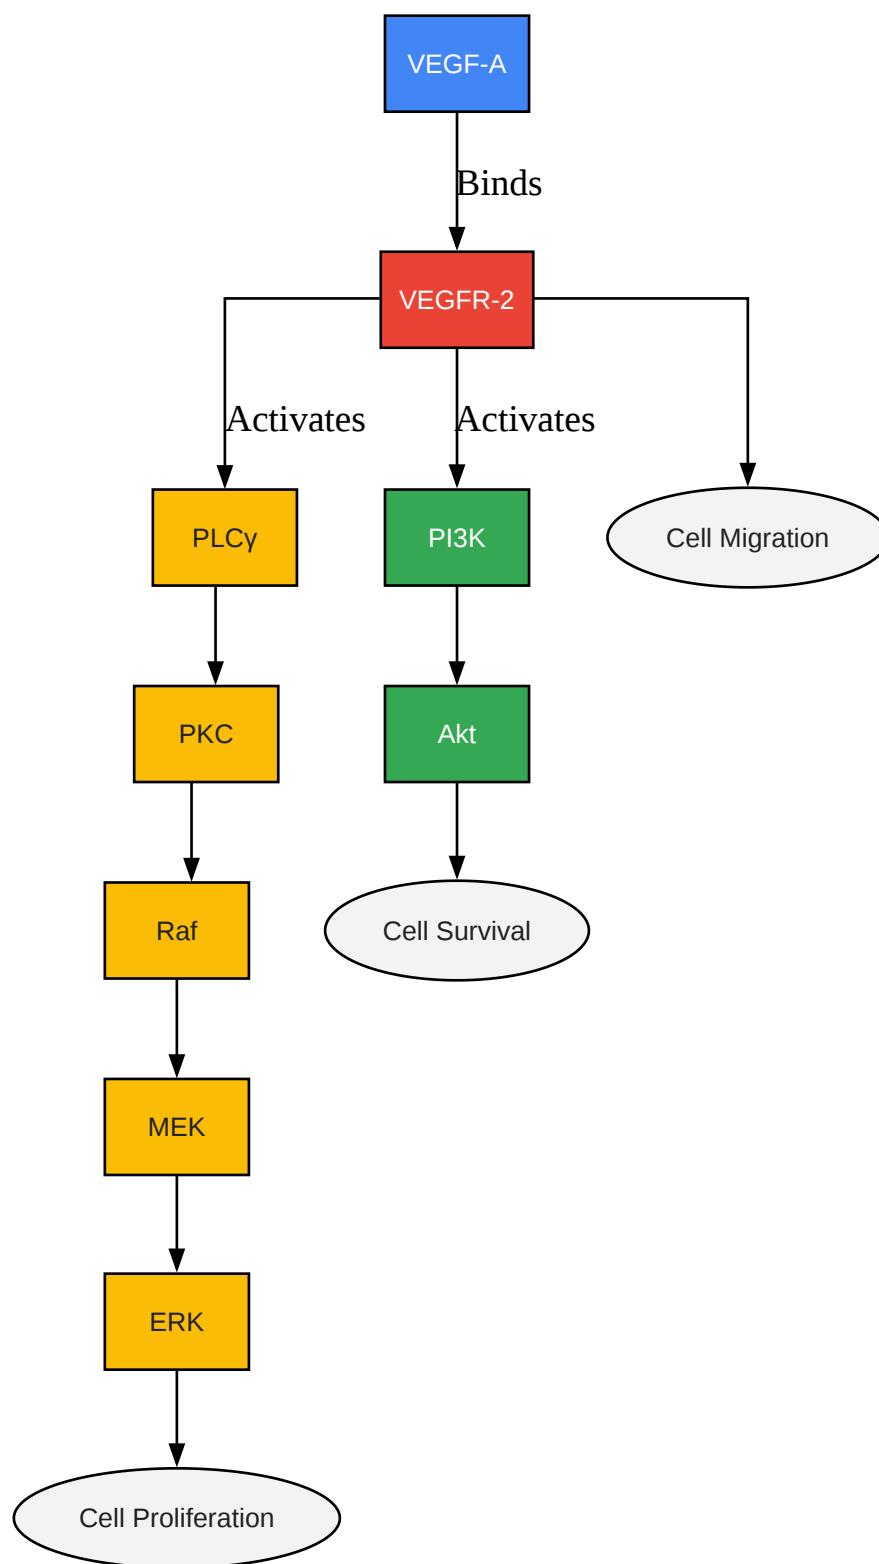 VEGF-A
Binds
VEGFR-2
Activates
Activates
PLCγ
PI3K
Cell Migration
PKC
Akt
Raf
Cell Survival
MEK
ERK
Cell Proliferation